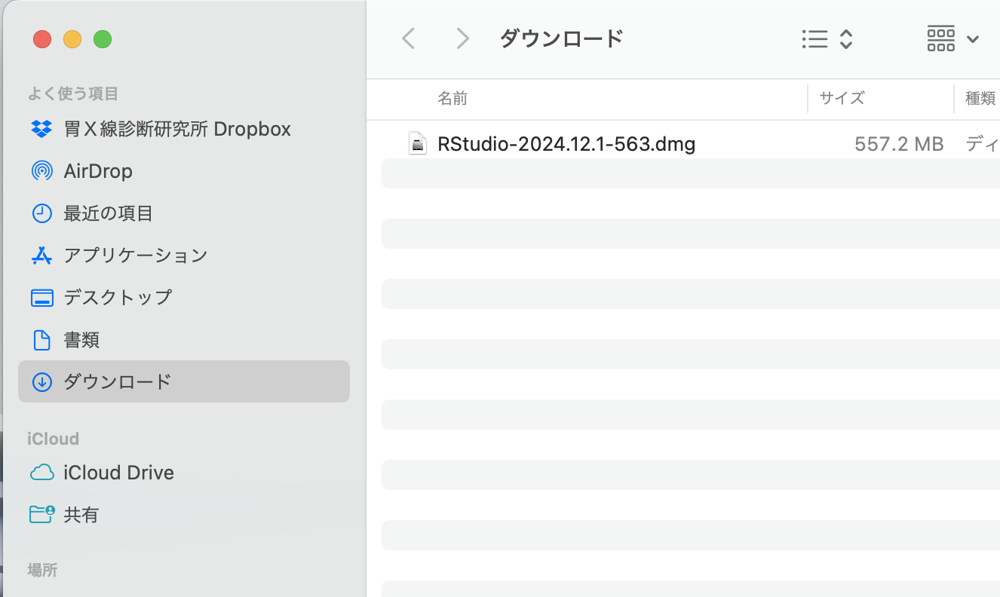 よく使う項目
胃Ｘ線診断研究所 Dropbox
AirDrop
最近の項目
アプリケーション
デスクトップ
書類
ダウンロード
iCloud
iCloud Drive
共有
場所
ダウンロード
名前 サイズ 種類
RStudio-2024.12.1-563.dmg 557.2 MB ディ